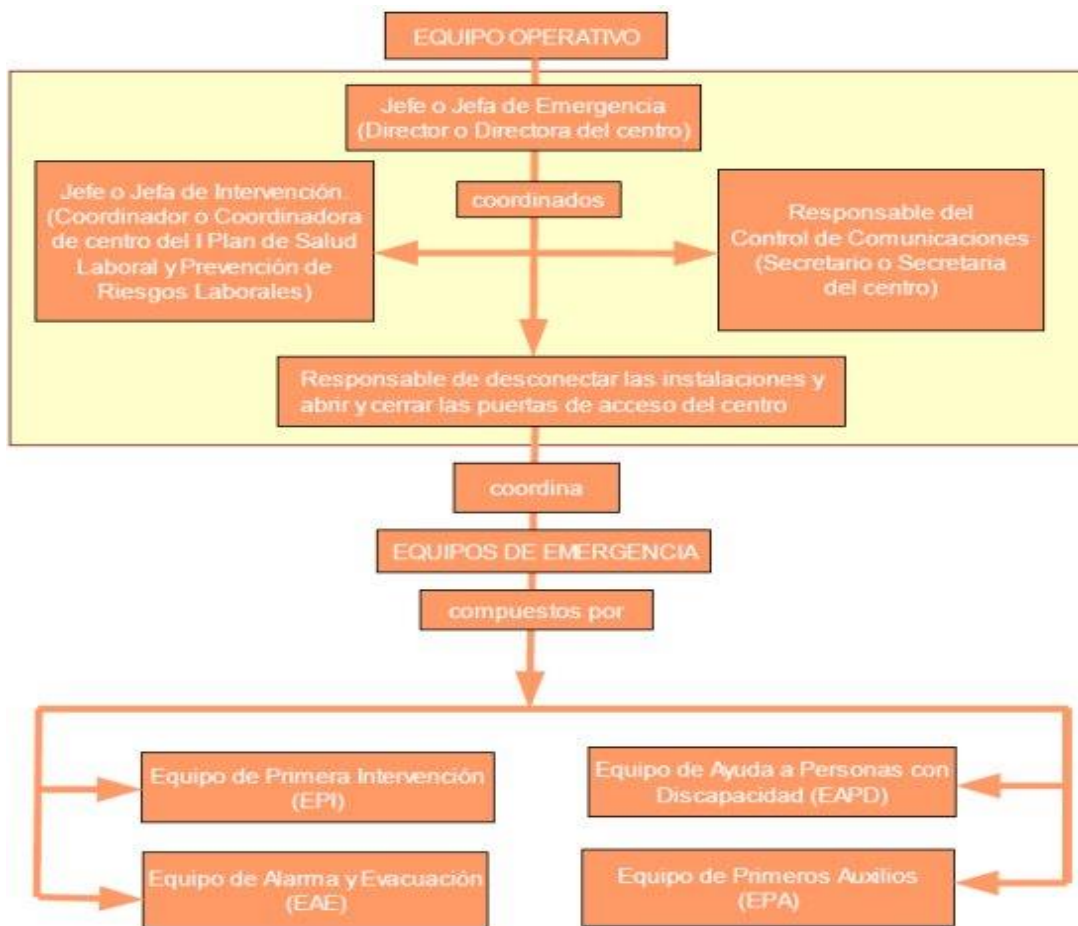 EQUIPO OPERATIVO
Jefe o Jefa de Emergencia
(Director o Directora del centro)
Jefe o Jefa de Intervención.
(Coordinador o Coordinadora
de centro del I Plan de Salud
Laboral y Prevención de
Riesgos Laborales)
coordinados
Responsable del
Control de Comunicaciones
(Secretario o Secretaria
del centro)
Responsable de desconectar las instalaciones y
abrir y cerrar las puertas de acceso del centro
coordina
EQUIPOS DE EMERGENCIA
compuestos por
Equipo de Primera Intervención
(EPI)
Equipo de Ayuda a Personas con
Discapacidad (EAPD)
Equipo de Alarma y Evacuación
(EAE)
Equipo de Primeros Auxilios
(EPA)